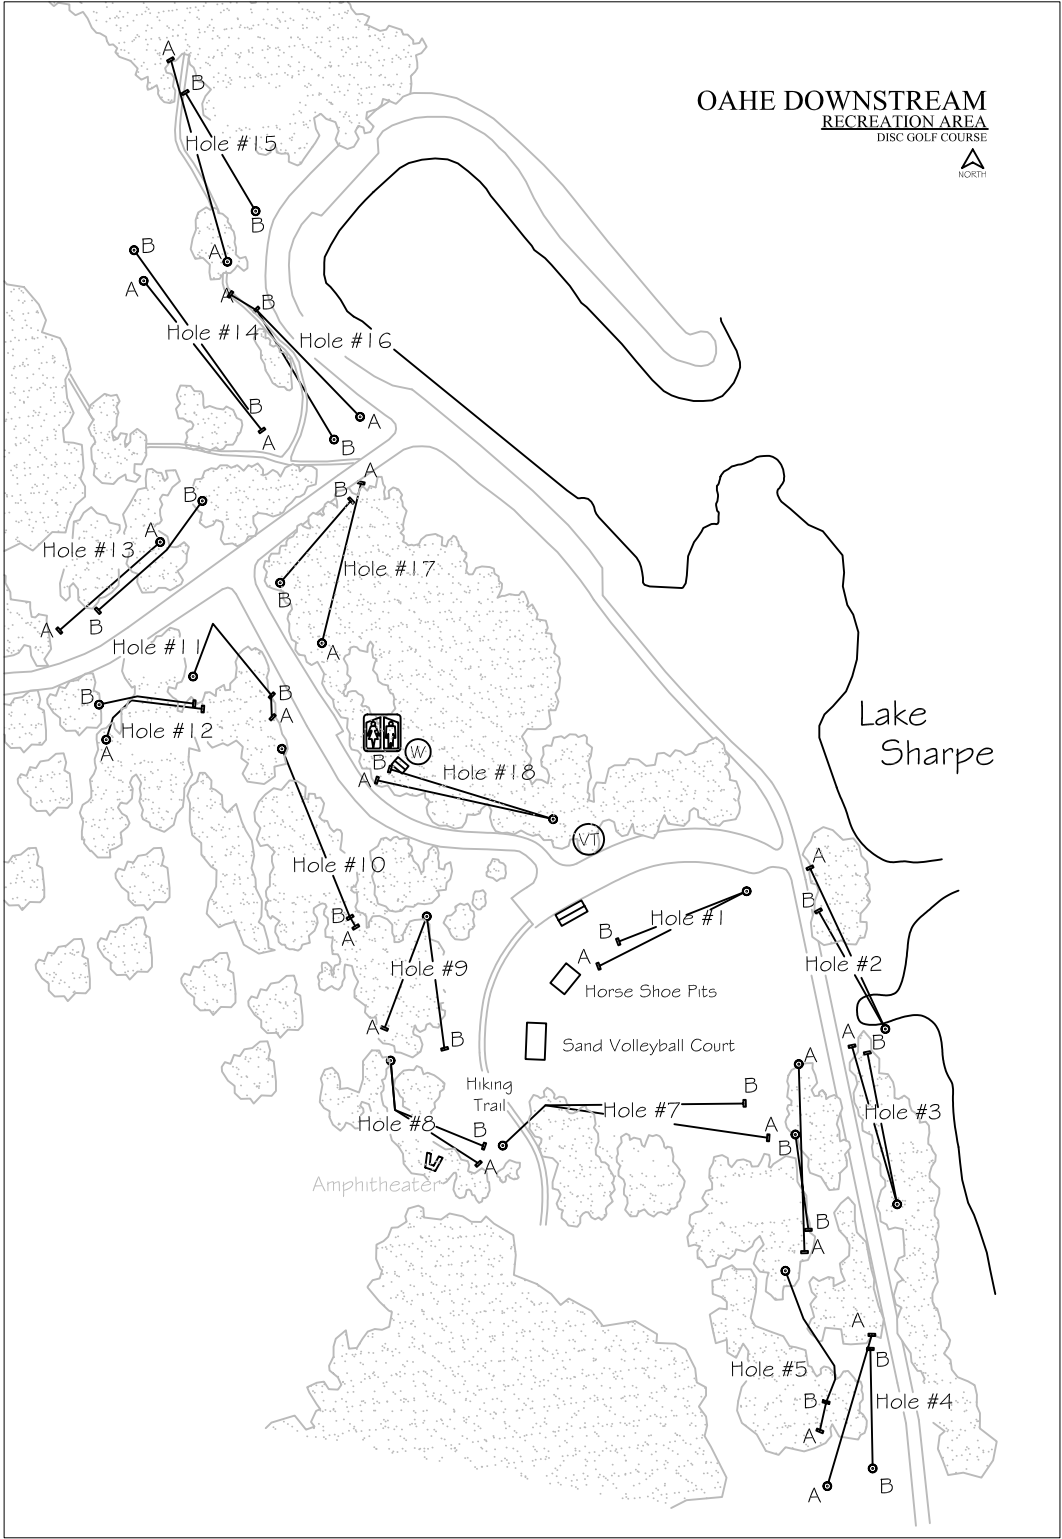 OAHE DOWNSTREAM
RECREATION AREA
DISC GOLF COURSE
NORTH
A
B
Hole #15
B
A
B
A
A
B
Hole #14
Hole #16
B
A
A
B
A
B
B
A
Hole #13
Hole #17
B
A
B
A
Hole #11
B
A
B
Hole #12
A
Lake
Sharpe
W
B
A
Hole #18
VT
Hole #10
B
A
A
B
Hole #1
B
A
Hole #2
Hole #9
Horse Shoe Pits
A
B
Sand Volleyball Court
A
B
A
Hiking
Trail
B
Hole #7
A
B
Hole #3
Hole #8
B
A
Amphitheater
B
A
A
B
Hole #5
Hole #4
B
A
A
B